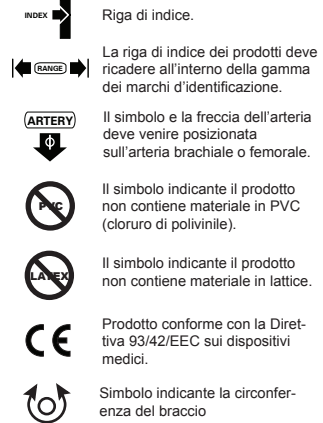 INDEX Riga di indice.
La riga di indice dei prodotti deve
RANGE ricadere all'interno della gamma
dei marchi d'identificazione.
ARTERY Il simbolo e la freccia dell'arteria
Φ deve venire posizionata
sull'arteria brachiale o femorale.
Il simbolo indicante il prodotto
PVC non contiene materiale in PVC
(cloruro di polivinile).
Il simbolo indicante il prodotto
LATEX non contiene materiale in lattice.
Prodotto conforme con la Diret-
CE tiva 93/42/EEC sui dispositivi
medici.
Simbolo indicante la circonfer-
enza del braccio